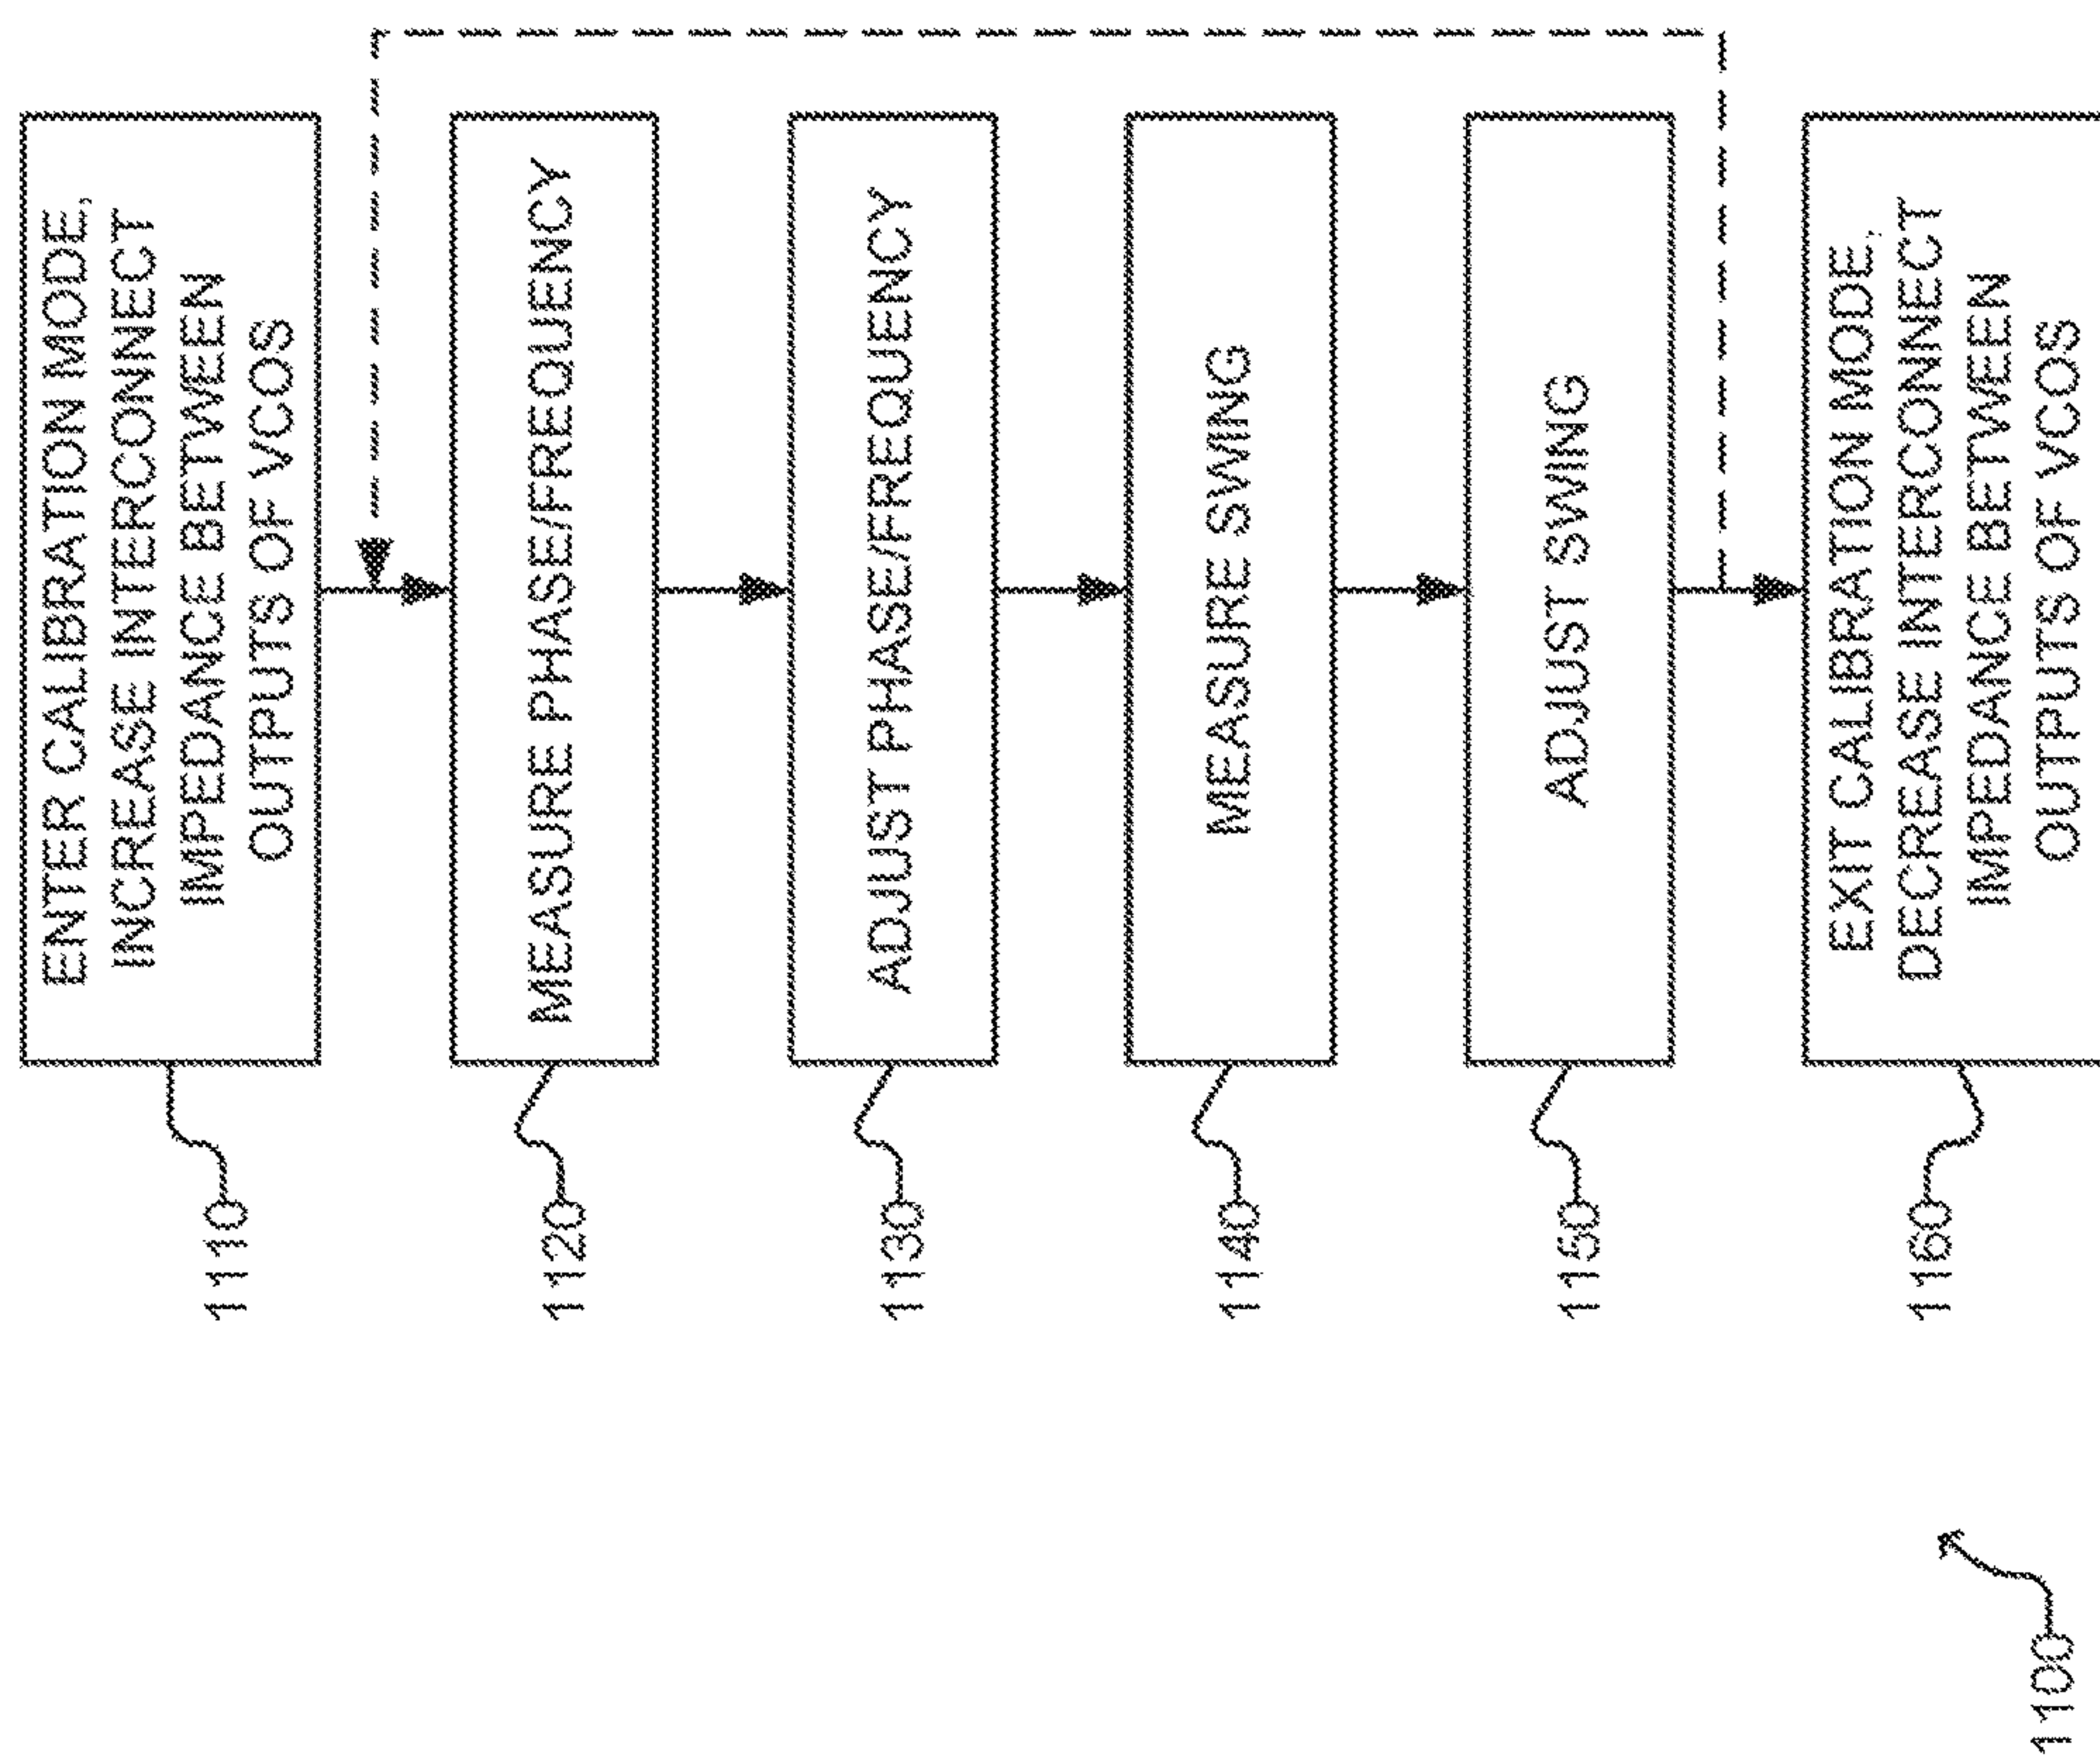 1100
1110
ENTER CALIBRATION MODE,
INCREASE INTERCONNECT
IMPEDANCE BETWEEN
OUTPUTS OF VCOS
1120
MEASURE PHASE/FREQUENCY
1130
ADJUST PHASE/FREQUENCY
1140
MEASURE SWING
1150
ADJUST SWING
1160
EXIT CALIBRATION MODE,
DECREASE INTERCONNECT
IMPEDANCE BETWEEN
OUTPUTS OF VCOS